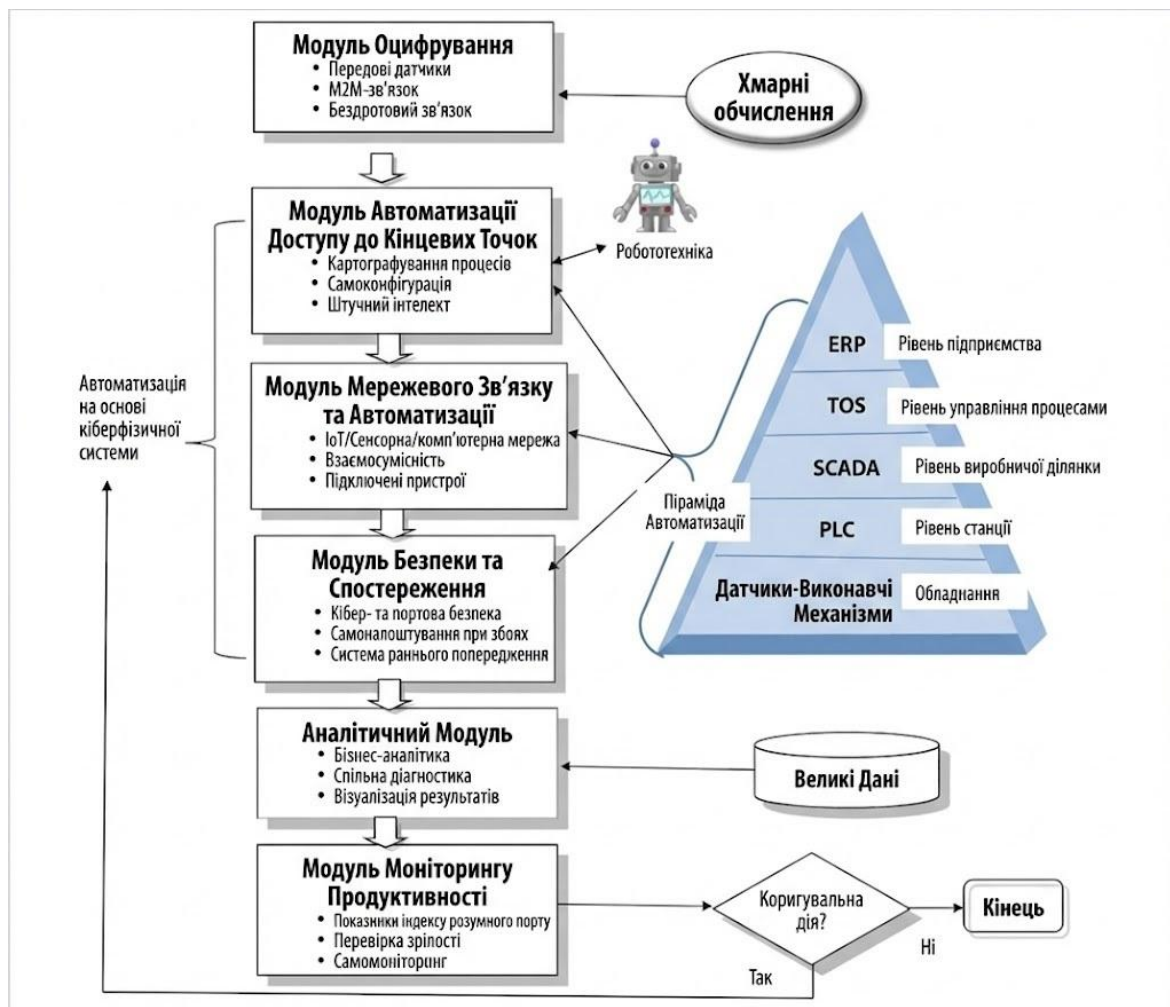 Модуль Оцифрування
• Передові датчики
• M2M-зв'язок
• Бездротовий зв'язок
Хмарні
обчислення
Модуль Автоматизації
Доступу до Кінцевих Точок
• Картографування процесів
• Самоконфігурація
• Штучний інтелект
Робототехніка
Автоматизація
на основі
кіберфізичної
системи
Модуль Мережевого Зв'язку
та Автоматизації
• IoT/Сенсорна/комп'ютерна мережа
• Взаємосумісність
• Підключені пристрої
Піраміда
Автоматизації
ERP
Рівень підприємства
TOS
Рівень управління процесами
SCADA
Рівень виробничої ділянки
PLC
Рівень станції
Датчики-Виконавчі
Механізми
Обладнання
Модуль Безпеки та
Спостереження
• Кібер- та портова безпека
• Самоналоштування при збоях
• Система раннього попередження
Аналітичний Модуль
• Бізнес-аналітика
• Спільна діагностика
• Візуалізація результатів
Великі Дані
Модуль Моніторингу
Продуктивності
• Показники індексу розумного порту
• Перевірка зрілості
• Самомоніторинг
Коригувальна
дія?
Кінець
Ні
Так